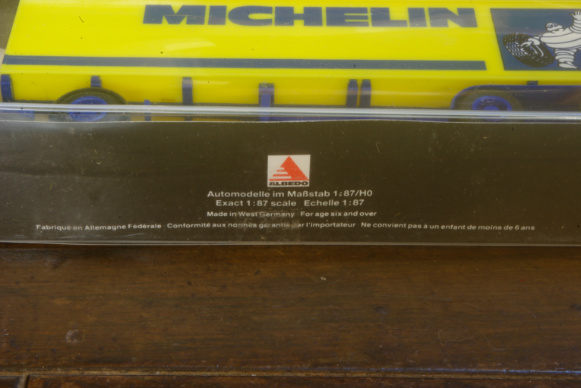 MICHELIN
ALBEDO
Automodelle im Maßstab 1:87/H0
Exact 1:87 scale Echelle 1:87
Made in West Germany · For age six and over
Fabriqué en Allemagne Fédérale · Conformité aux normes garantie par l'importateur · Ne convient pas à un enfant de moins de 6 ans